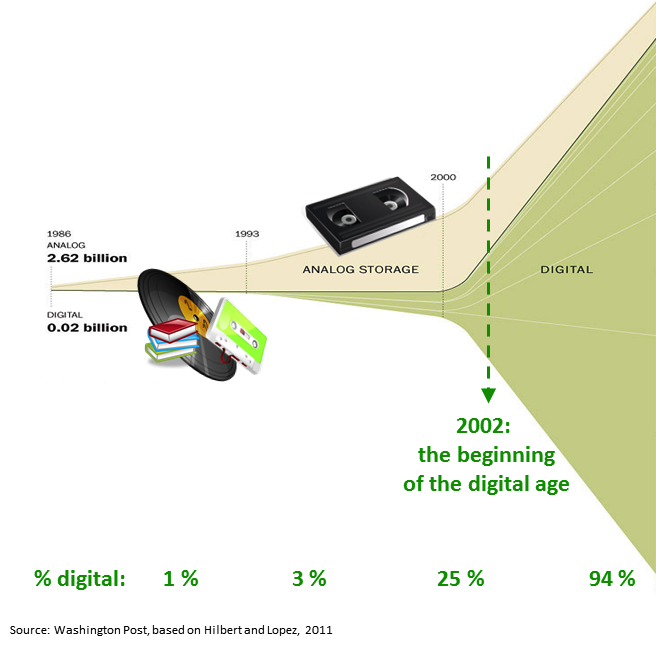 2000
1986
ANALOG
2.62 billion
1993
ANALOG STORAGE
DIGITAL
DIGITAL
0.02 billion
2002:
the beginning
of the digital age
% digital: 1 % 3 % 25 % 94 %
Source: Washington Post, based on Hilbert and Lopez, 2011